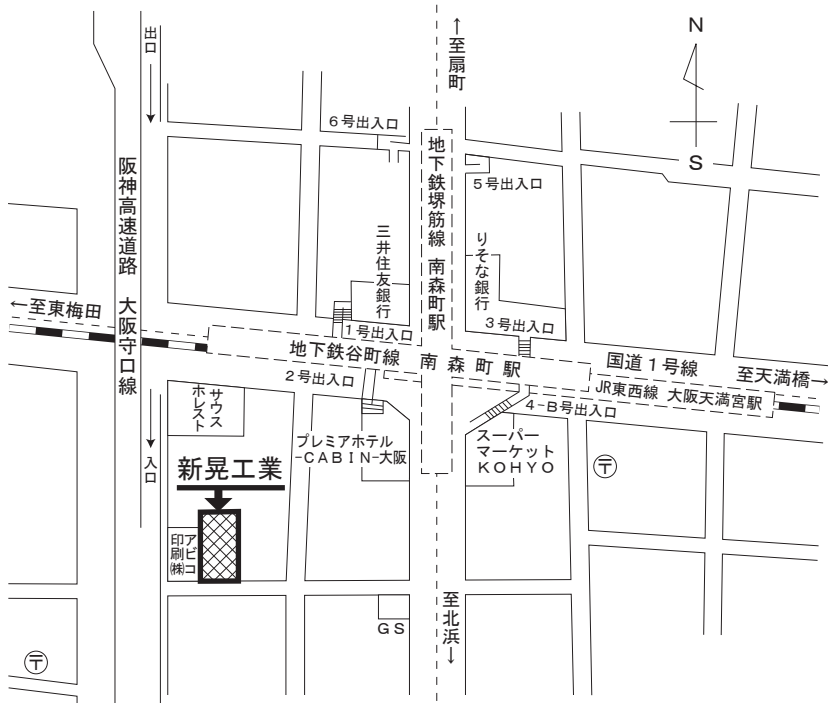 出口
↑至扇町
N
S
6号出入口
地下鉄堺筋線 南森町駅
5号出入口
阪神高速道路 大阪守口線
三井住友銀行
りそな銀行
←至東梅田
1号出入口
3号出入口
地下鉄谷町線 南森町駅
国道1号線
至天満橋→
2号出入口
JR東西線 大阪天満宮駅
4-B号出入口
サウス
ホレスト
プレミアホテル
-CABIN-大阪
スーパー
マーケット
KOHYO
入口
新晃工業
〒
アビコ
印刷㈱
GS
至北浜↓
〒